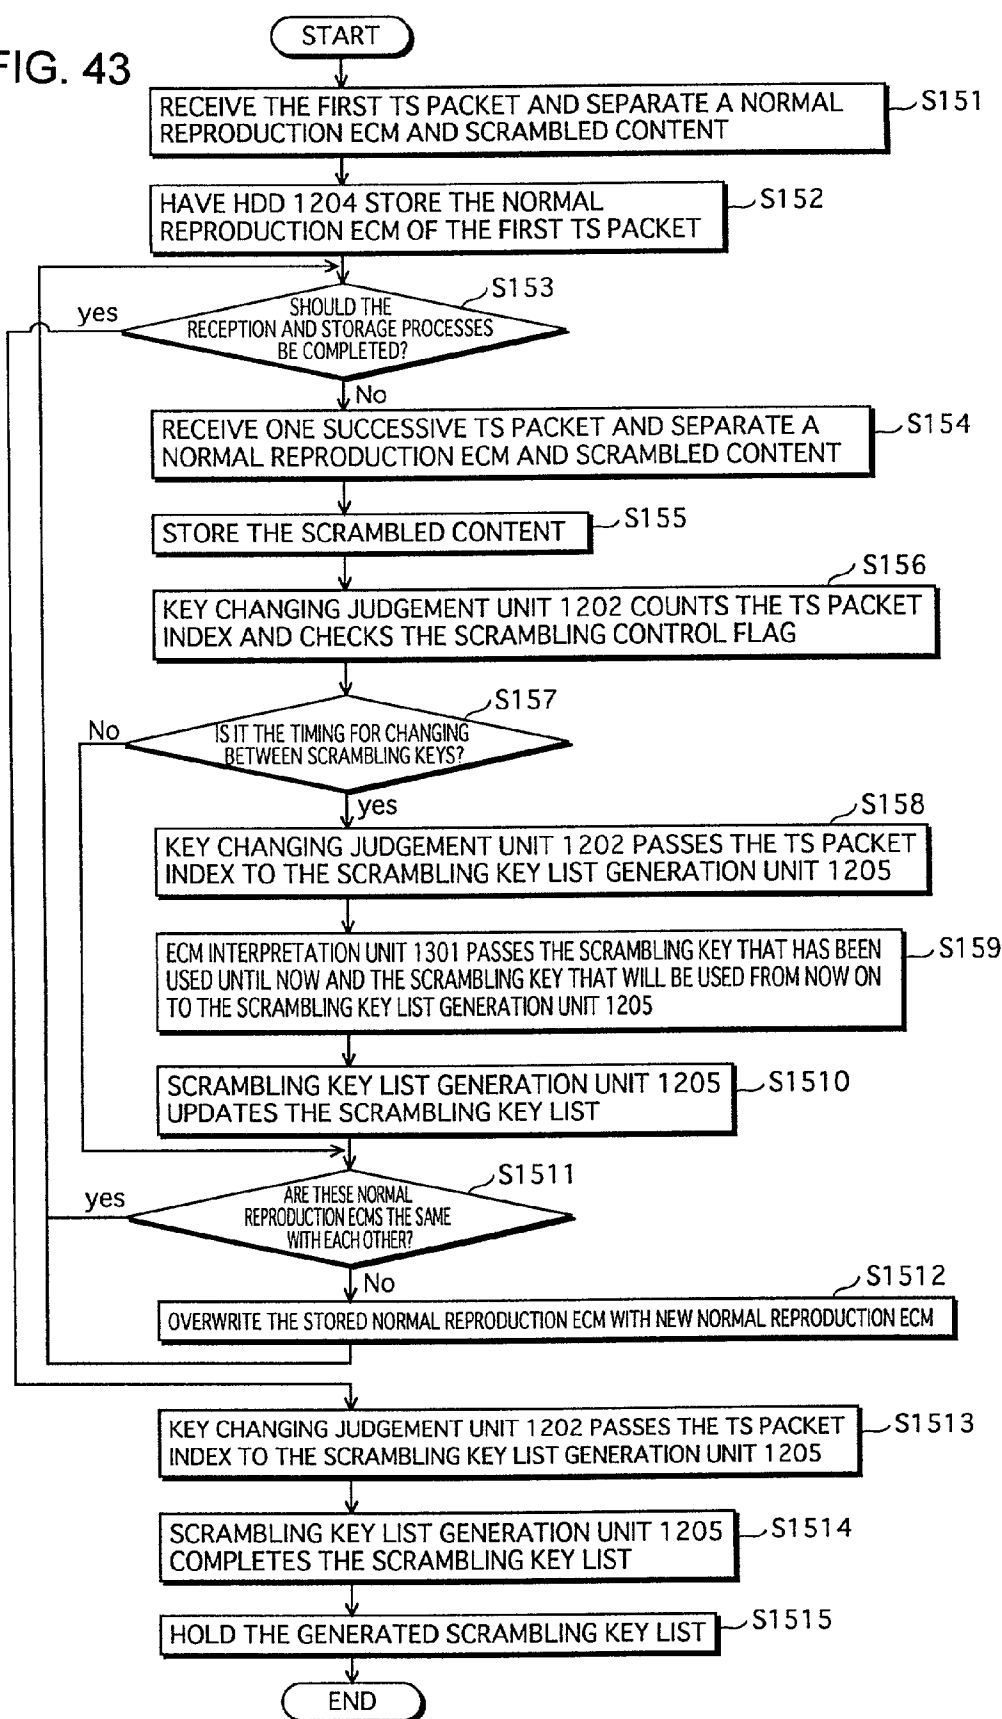 START
FIG. 43
RECEIVE THE FIRST TS PACKET AND SEPARATE A NORMAL
REPRODUCTION ECM AND SCRAMBLED CONTENT
S151
HAVE HDD 1204 STORE THE NORMAL
REPRODUCTION ECM OF THE FIRST TS PACKET
S152
S153
yes
SHOULD THE
RECEPTION AND STORAGE PROCESSES
BE COMPLETED?
No
RECEIVE ONE SUCCESSIVE TS PACKET AND SEPARATE A
NORMAL REPRODUCTION ECM AND SCRAMBLED CONTENT
S154
STORE THE SCRAMBLED CONTENT
S155
S156
KEY CHANGING JUDGEMENT UNIT 1202 COUNTS THE TS PACKET
INDEX AND CHECKS THE SCRAMBLING CONTROL FLAG
S157
No
IS IT THE TIMING FOR CHANGING
BETWEEN SCRAMBLING KEYS?
yes
S158
KEY CHANGING JUDGEMENT UNIT 1202 PASSES THE TS PACKET
INDEX TO THE SCRAMBLING KEY LIST GENERATION UNIT 1205
ECM INTERPRETATION UNIT 1301 PASSES THE SCRAMBLING KEY THAT HAS BEEN
USED UNTIL NOW AND THE SCRAMBLING KEY THAT WILL BE USED FROM NOW ON
TO THE SCRAMBLING KEY LIST GENERATION UNIT 1205
S159
SCRAMBLING KEY LIST GENERATION UNIT 1205
UPDATES THE SCRAMBLING KEY LIST
S1510
S1511
yes
ARE THESE NORMAL
REPRODUCTION ECMS THE SAME
WITH EACH OTHER?
No
S1512
OVERWRITE THE STORED NORMAL REPRODUCTION ECM WITH NEW NORMAL REPRODUCTION ECM
KEY CHANGING JUDGEMENT UNIT 1202 PASSES THE TS PACKET
INDEX TO THE SCRAMBLING KEY LIST GENERATION UNIT 1205
S1513
SCRAMBLING KEY LIST GENERATION UNIT 1205
COMPLETES THE SCRAMBLING KEY LIST
S1514
HOLD THE GENERATED SCRAMBLING KEY LIST
S1515
END